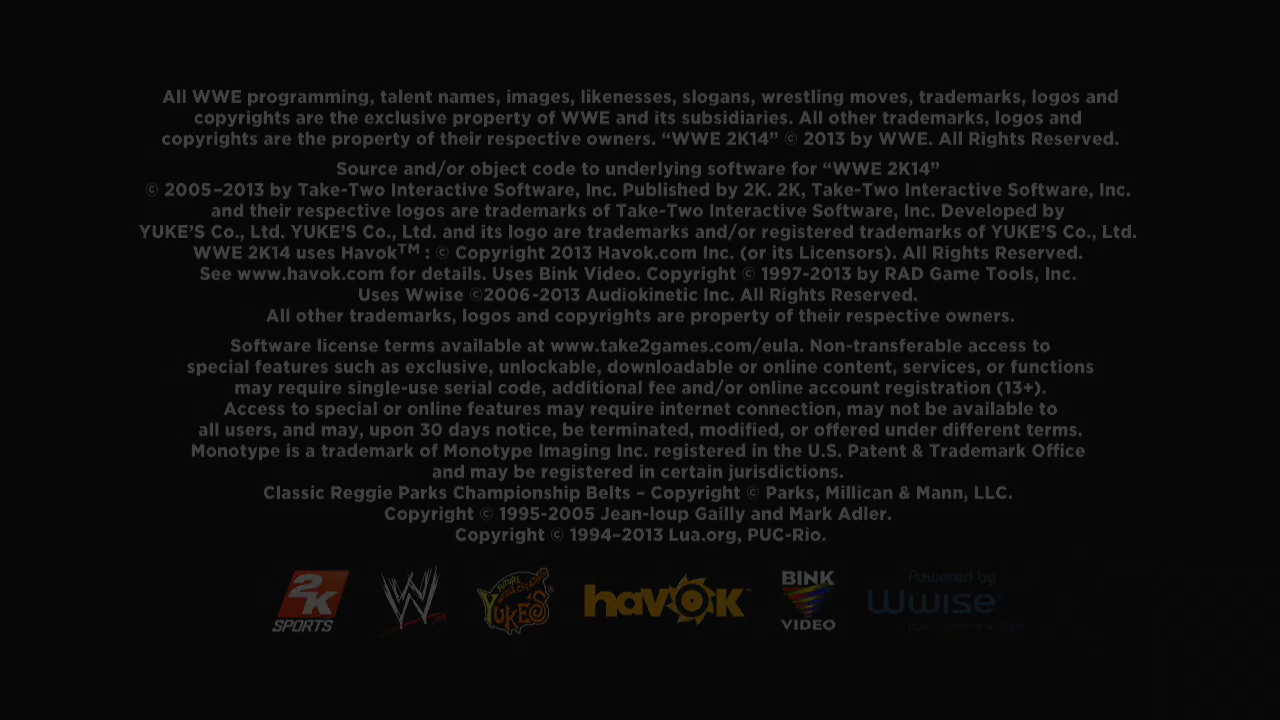 All WWE programming, talent names, images, likenesses, slogans, wrestling moves, trademarks, logos and
copyrights are the exclusive property of WWE and its subsidiaries. All other trademarks, logos and
copyrights are the property of their respective owners. “WWE 2K14” © 2013 by WWE. All Rights Reserved.
Source and/or object code to underlying software for “WWE 2K14”
© 2005–2013 by Take-Two Interactive Software, Inc. Published by 2K. 2K, Take-Two Interactive Software, Inc.
and their respective logos are trademarks of Take-Two Interactive Software, Inc. Developed by
YUKE’S Co., Ltd. YUKE’S Co., Ltd. and its logo are trademarks and/or registered trademarks of YUKE’S Co., Ltd.
WWE 2K14 uses Havok™ : © Copyright 2013 Havok.com Inc. (or its Licensors). All Rights Reserved.
See www.havok.com for details. Uses Bink Video. Copyright © 1997-2013 by RAD Game Tools, Inc.
Uses Wwise ©2006-2013 Audiokinetic Inc. All Rights Reserved.
All other trademarks, logos and copyrights are property of their respective owners.
Software license terms available at www.take2games.com/eula. Non-transferable access to
special features such as exclusive, unlockable, downloadable or online content, services, or functions
may require single-use serial code, additional fee and/or online account registration (13+).
Access to special or online features may require internet connection, may not be available to
all users, and may, upon 30 days notice, be terminated, modified, or offered under different terms.
Monotype is a trademark of Monotype Imaging Inc. registered in the U.S. Patent & Trademark Office
and may be registered in certain jurisdictions.
Classic Reggie Parks Championship Belts – Copyright © Parks, Millican & Mann, LLC.
Copyright © 1995-2005 Jean-loup Gailly and Mark Adler.
Copyright © 1994–2013 Lua.org, PUC-Rio.
2K SPORTS
W
YUKE'S
havok™
BINK VIDEO
Powered by Wwise